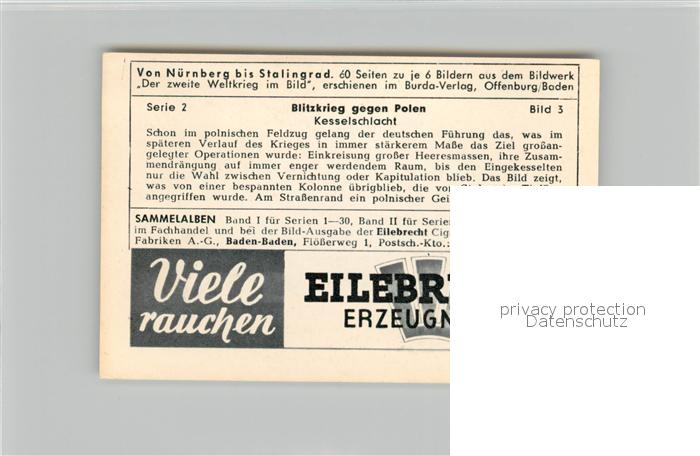 Von Nürnberg bis Stalingrad. 60 Seiten zu je 6 Bildern aus dem Bildwerk
„Der zweite Weltkrieg im Bild", erschienen im Burda-Verlag, Offenburg/Baden
Serie 2 Blitzkrieg gegen Polen Bild 3
Kesselschlacht
Schon im polnischen Feldzug gelang der deutschen Führung das, was im
späteren Verlauf des Krieges in immer stärkerem Maße das Ziel großan-
gelegter Operationen wurde: Einkreisung großer Heeresmassen, ihre Zusam-
mendrängung auf immer enger werdendem Raum, bis den Eingekesselten
nur die Wahl zwischen Vernichtung oder Kapitulation blieb. Das Bild zeigt,
was von einer bespannten Kolonne übrigblieb, die von
angegriffen wurde. Am Straßenrand ein polnischer
SAMMELALBEN Band I für Serien 1—30, Band II für
im Fachhandel und bei der Bild-Ausgabe der Eilebrecht
Fabriken A.-G., Baden-Baden, Flößerweg 1, Postsch.-Kto.:
Viele
rauchen
EILEBR
ERZEUGN
privacy protection
Datenschutz